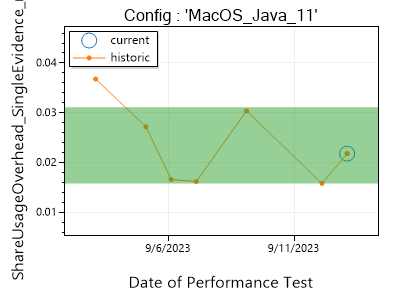 Config : 'MacOS_Java_11'
current
historic
0.04
0.03
0.02
0.01
ShareUsageOverhead_SingleEvidence_
9/6/2023
9/11/2023
Date of Performance Test